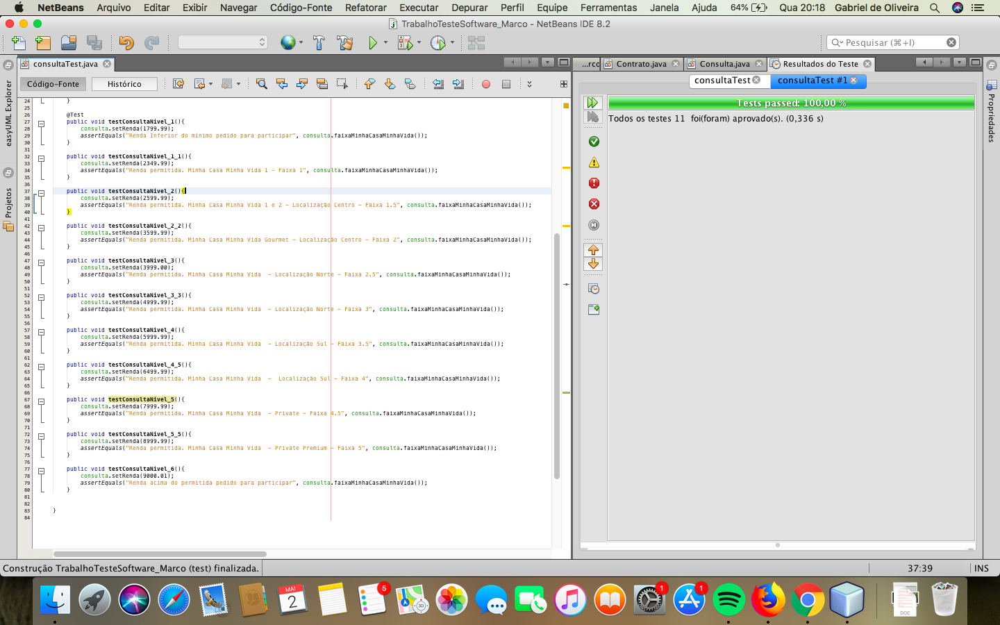 NetBeans Arquivo Editar Exibir Navegar Código-Fonte Refatorar Executar Depurar Perfil Equipe Ferramentas Janela Ajuda 64% Qua 20:18 Gabriel de Oliveira
TrabalhoTesteSoftware_Marco - NetBeans IDE 8.2
Pesquisar (⌘+I)
consultaTest.java
...rcc Contrato.java Consulta.java Resultados do Teste
Código-Fonte Histórico
consultaTest consultaTest #1
Tests passed: 100,00 %
Todos os testes 11 foi(foram) aprovado(s). (0,336 s)
easyUML Explorer
Projetos
Propriedades
24 }
25
26 @Test
27 public void testConsultaNivel_1(){
28 consulta.setRenda(1799.99);
29 assertEquals("Renda Inferior do minimo pedido para participar", consulta.faixaMinhaCasaMinhaVida());
30 }
31
32 public void testConsultaNivel_1_1(){
33 consulta.setRenda(2349.99);
34 assertEquals("Renda permitida. Minha Casa Minha Vida 1 - Faixa 1", consulta.faixaMinhaCasaMinhaVida());
35 }
36
37 public void testConsultaNivel_2(){
38 consulta.setRenda(2599.99);
39 assertEquals("Renda permitida. Minha Casa Minha Vida 1 e 2 - Localização Centro - Faixa 1.5", consulta.faixaMinhaCasaMinhaVida());
40 }
41
42 public void testConsultaNivel_2_2(){
43 consulta.setRenda(3599.99);
44 assertEquals("Renda permitida. Minha Casa Minha Vida Gourmet - Localização Centro - Faixa 2", consulta.faixaMinhaCasaMinhaVida());
45 }
46
47 public void testConsultaNivel_3(){
48 consulta.setRenda(3999.00);
49 assertEquals("Renda permitida. Minha Casa Minha Vida  - Localização Norte - Faixa 2.5", consulta.faixaMinhaCasaMinhaVida());
50 }
51
52 public void testConsultaNivel_3_3(){
53 consulta.setRenda(4999.99);
54 assertEquals("Renda permitida. Minha Casa Minha Vida  - Localização Norte - Faixa 3", consulta.faixaMinhaCasaMinhaVida());
55 }
56
57 public void testConsultaNivel_4(){
58 consulta.setRenda(5999.99);
59 assertEquals("Renda permitida. Minha Casa Minha Vida  - Localização Sul - Faixa 3.5", consulta.faixaMinhaCasaMinhaVida());
60 }
61
62 public void testConsultaNivel_4_5(){
63 consulta.setRenda(6499.99);
64 assertEquals("Renda permitida. Minha Casa Minha Vida  -  Localização Sul - Faixa 4", consulta.faixaMinhaCasaMinhaVida());
65 }
66
67 public void testConsultaNivel_5(){
68 consulta.setRenda(7999.99);
69 assertEquals("Renda permitida. Minha Casa Minha Vida  - Private - Faixa 4.5", consulta.faixaMinhaCasaMinhaVida());
70 }
71
72 public void testConsultaNivel_5_5(){
73 consulta.setRenda(8999.99);
74 assertEquals("Renda permitida. Minha Casa Minha Vida  - Private Premium - Faixa 5", consulta.faixaMinhaCasaMinhaVida());
75 }
76
77 public void testConsultaNivel_6(){
78 consulta.setRenda(9000.01);
79 assertEquals("Renda acima do permitida pedido para participar", consulta.faixaMinhaCasaMinhaVida());
80 }
81
82
83 }
84
Construção TrabalhoTesteSoftware_Marco (test) finalizada. 37:39 INS
MAI
2
5
3D
1
1
DOC